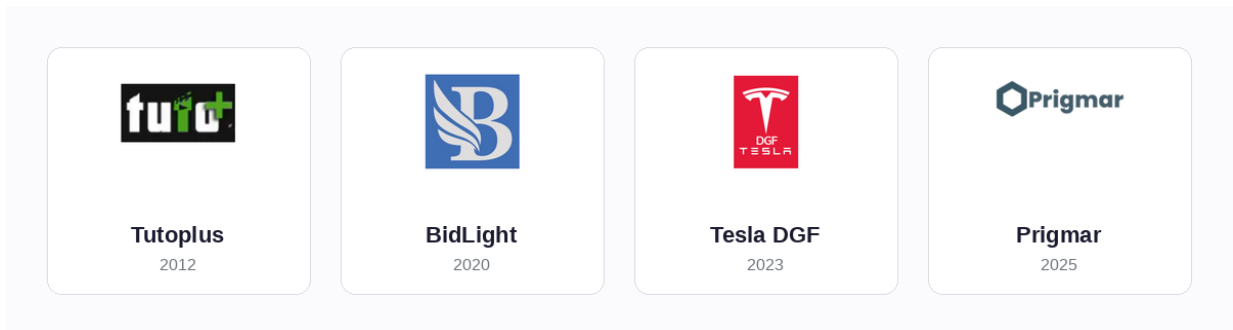 tuto+
B
DGF
TESLA
Prigmar
Tutoplus
BidLight
Tesla DGF
Prigmar
2012
2020
2023
2025